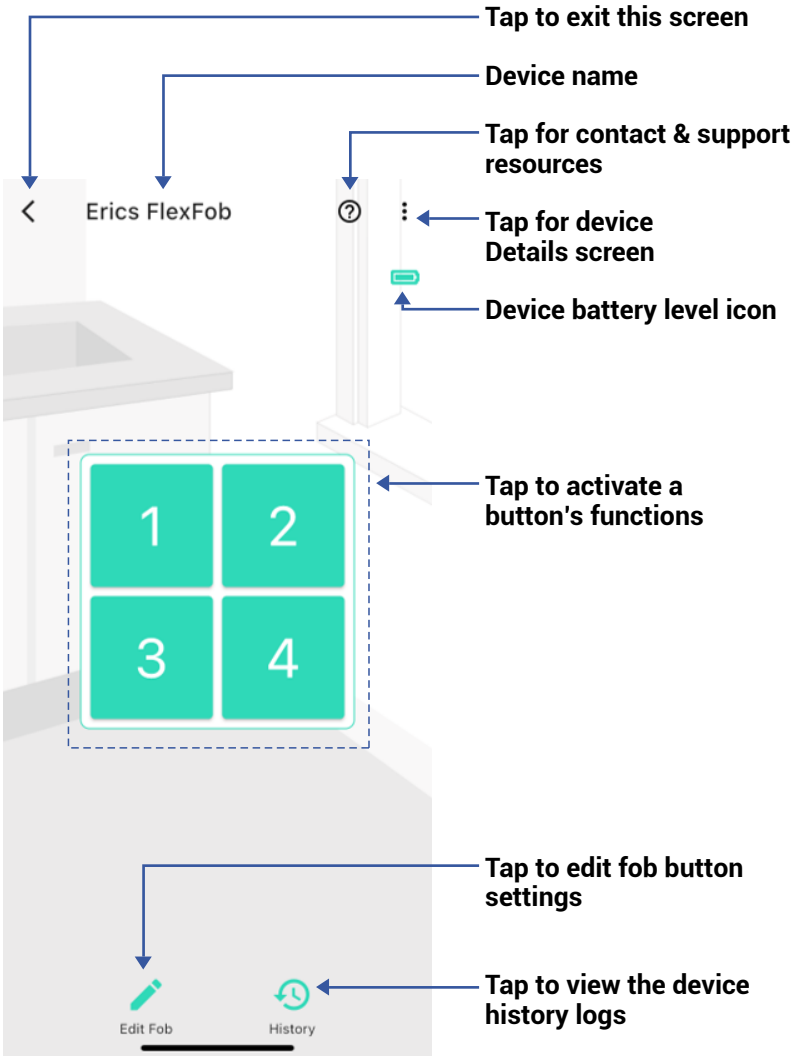 Tap to exit this screen
Device name
Tap for contact & support
resources
Erics FlexFob
Tap for device
Details screen
Device battery level icon
1 2
3 4
Tap to activate a
button's functions
Tap to edit fob button
settings
Tap to view the device
history logs
Edit Fob
History